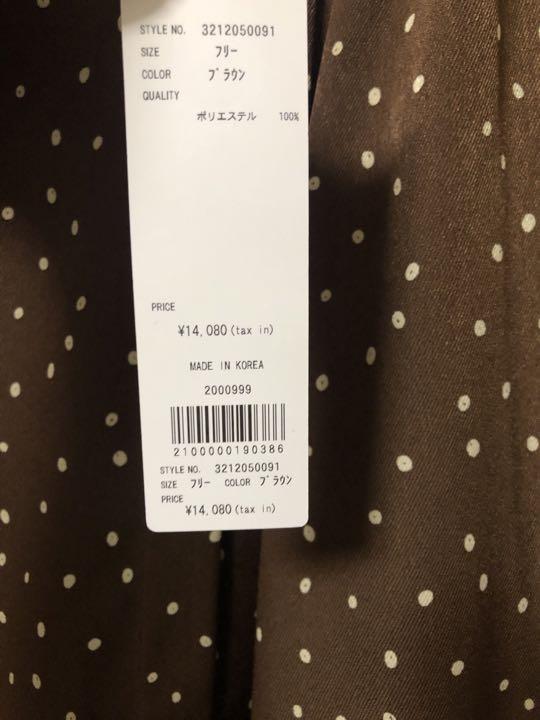 STYLE NO. 3212050091
SIZE フリー
COLOR ブラウン
QUALITY
ポリエステル 100%
PRICE
¥14,080(tax in)
MADE IN KOREA
2000999
2100000190386
STYLE NO. 3212050091
SIZE フリー COLOR ブラウン
PRICE
¥14,080(tax in)